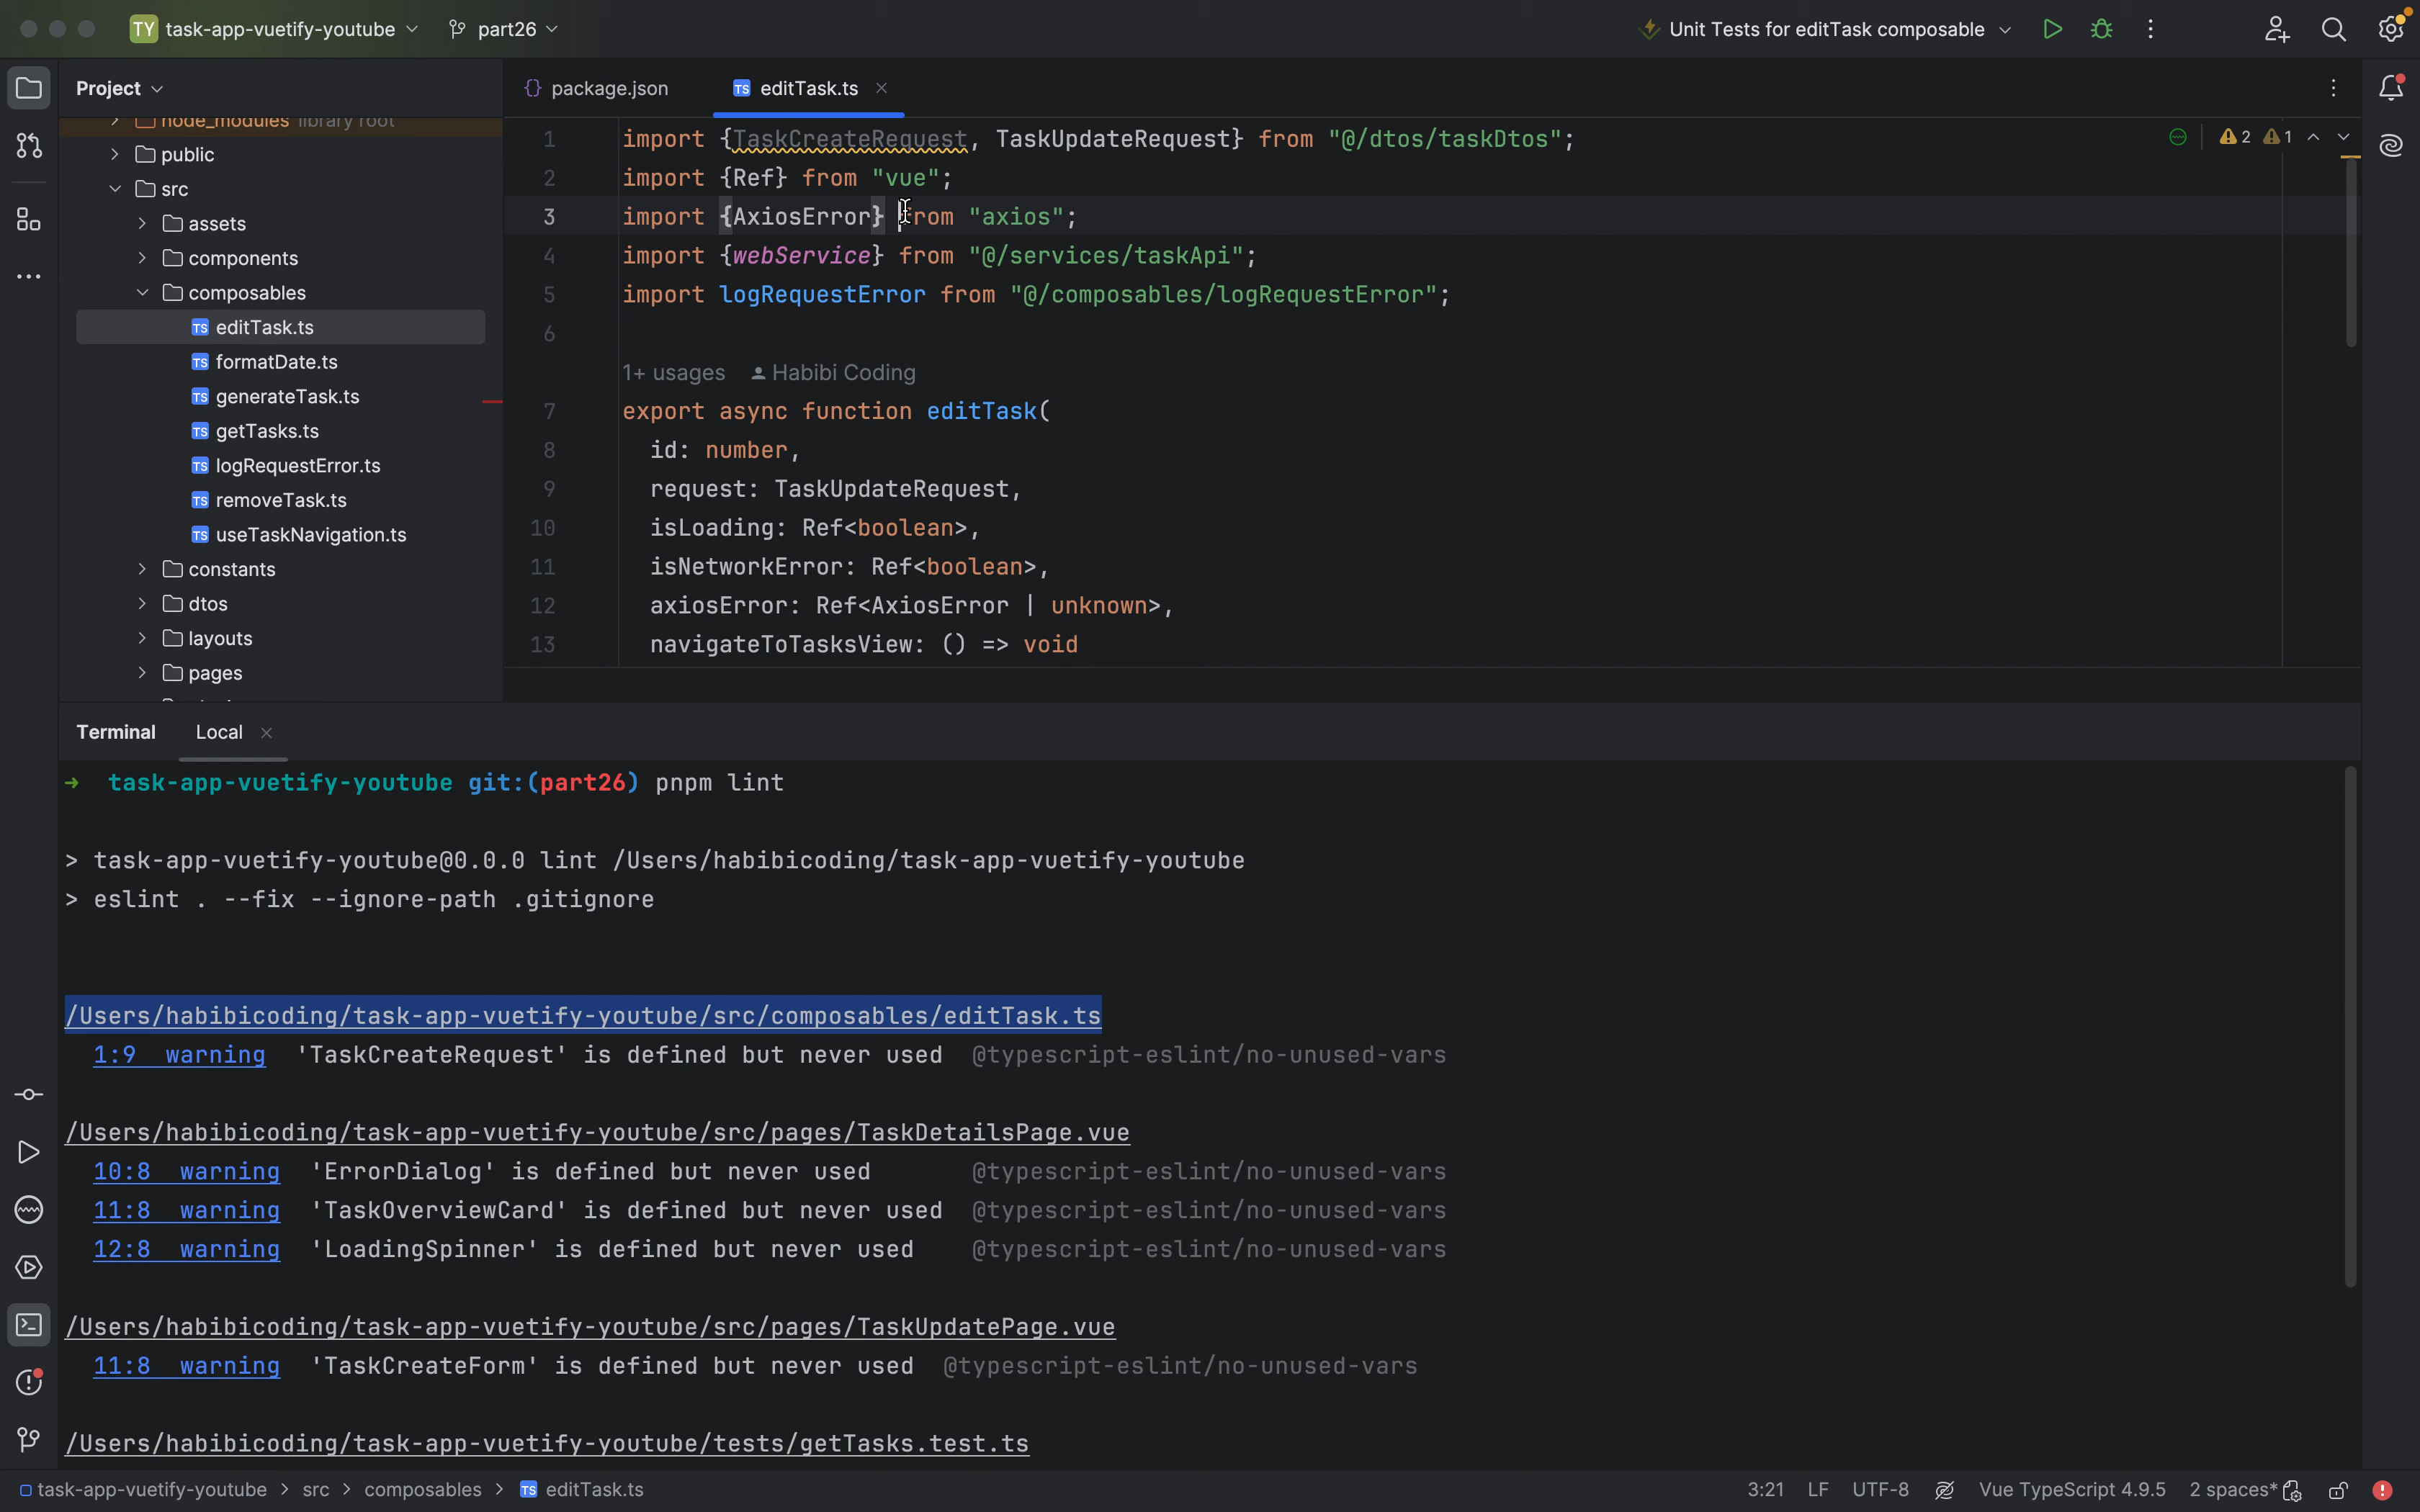 TY task-app-vuetify-youtube part26 Unit Tests for editTask composable
Project
node_modules library root
public
src
assets
components
composables
TS editTask.ts
TS formatDate.ts
TS generateTask.ts
TS getTasks.ts
TS logRequestError.ts
TS removeTask.ts
TS useTaskNavigation.ts
constants
dtos
layouts
pages
{} package.json TS editTask.ts
2 1
1 import {TaskCreateRequest, TaskUpdateRequest} from "@/dtos/taskDtos";
2 import {Ref} from "vue";
3 import {AxiosError} from "axios";
4 import {webService} from "@/services/taskApi";
5 import logRequestError from "@/composables/logRequestError";
6
1+ usages Habibi Coding
7 export async function editTask(
8 id: number,
9 request: TaskUpdateRequest,
10 isLoading: Ref<boolean>,
11 isNetworkError: Ref<boolean>,
12 axiosError: Ref<AxiosError | unknown>,
13 navigateToTasksView: () => void
Terminal Local
→ task-app-vuetify-youtube git:(part26) pnpm lint
> task-app-vuetify-youtube@0.0.0 lint /Users/habibicoding/task-app-vuetify-youtube
> eslint . --fix --ignore-path .gitignore
/Users/habibicoding/task-app-vuetify-youtube/src/composables/editTask.ts
1:9 warning 'TaskCreateRequest' is defined but never used @typescript-eslint/no-unused-vars
/Users/habibicoding/task-app-vuetify-youtube/src/pages/TaskDetailsPage.vue
10:8 warning 'ErrorDialog' is defined but never used @typescript-eslint/no-unused-vars
11:8 warning 'TaskOverviewCard' is defined but never used @typescript-eslint/no-unused-vars
12:8 warning 'LoadingSpinner' is defined but never used @typescript-eslint/no-unused-vars
/Users/habibicoding/task-app-vuetify-youtube/src/pages/TaskUpdatePage.vue
11:8 warning 'TaskCreateForm' is defined but never used @typescript-eslint/no-unused-vars
/Users/habibicoding/task-app-vuetify-youtube/tests/getTasks.test.ts
task-app-vuetify-youtube > src > composables > TS editTask.ts 3:21 LF UTF-8 Vue TypeScript 4.9.5 2 spaces*